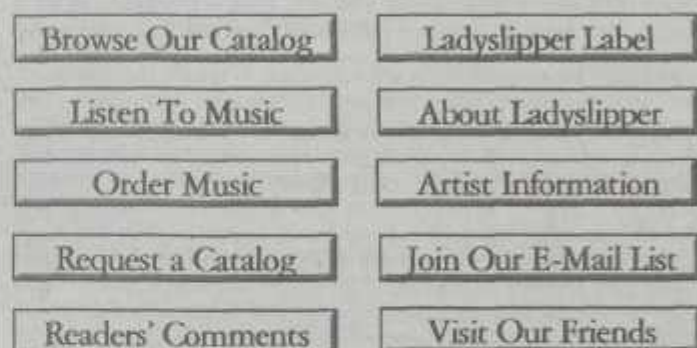 Browse Our Catalog
Ladyslipper Label
Listen To Music
About Ladyslipper
Order Music
Artist Information
Request a Catalog
Join Our E-Mail List
Readers' Comments
Visit Our Friends